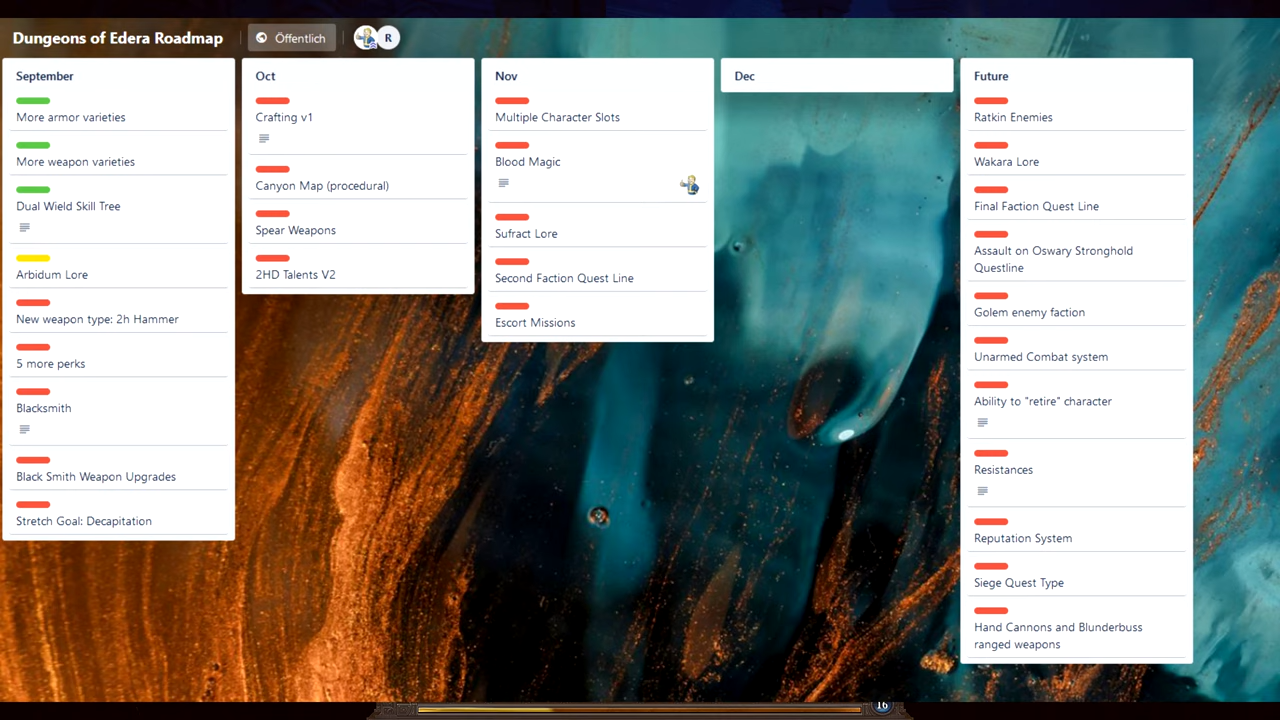 Dungeons of Edera Roadmap
Öffentlich
R
September
More armor varieties
More weapon varieties
Dual Wield Skill Tree
Arbidum Lore
New weapon type: 2h Hammer
5 more perks
Blacksmith
Black Smith Weapon Upgrades
Stretch Goal: Decapitation
Oct
Crafting v1
Canyon Map (procedural)
Spear Weapons
2HD Talents V2
Nov
Multiple Character Slots
Blood Magic
Sufract Lore
Second Faction Quest Line
Escort Missions
Dec
Future
Ratkin Enemies
Wakara Lore
Final Faction Quest Line
Assault on Oswary Stronghold
Questline
Golem enemy faction
Unarmed Combat system
Ability to "retire" character
Resistances
Reputation System
Siege Quest Type
Hand Cannons and Blunderbuss
ranged weapons
16